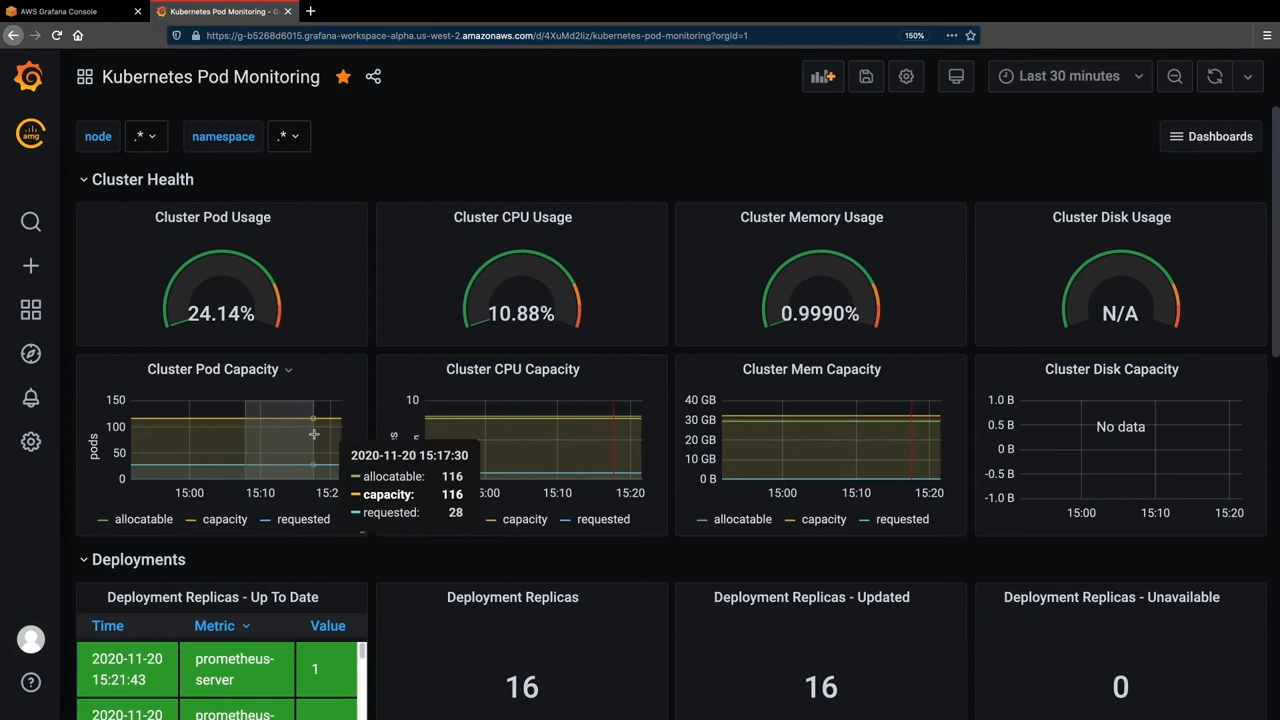 AWS Grafana Console
Kubernetes Pod Monitoring - G
https://g-b5268d6015.grafana-workspace-alpha.us-west-2.amazonaws.com/d/4XuMd2Iiz/kubernetes-pod-monitoring?orgId=1
150%
Kubernetes Pod Monitoring
Last 30 minutes
amg
node .* namespace .*
Dashboards
Cluster Health
Cluster Pod Usage
24.14%
Cluster CPU Usage
10.88%
Cluster Memory Usage
0.9990%
Cluster Disk Usage
N/A
Cluster Pod Capacity
150
100
50
0
pods
15:00 15:10 15:2
allocatable capacity requested
2020-11-20 15:17:30
allocatable: 116
capacity: 116
requested: 28
Cluster CPU Capacity
10
5
s
5:00 15:10 15:20
capacity requested
Cluster Mem Capacity
40 GB
30 GB
20 GB
10 GB
0 B
15:00 15:10 15:20
allocatable capacity requested
Cluster Disk Capacity
1.0 B
0.5 B
0 B
-0.5 B
-1.0 B
No data
15:00 15:10 15:20
Deployments
Deployment Replicas - Up To Date
Time Metric Value
2020-11-20 15:21:43
prometheus-server
1
2020-11-20
prometheus-
Deployment Replicas
16
Deployment Replicas - Updated
16
Deployment Replicas - Unavailable
0